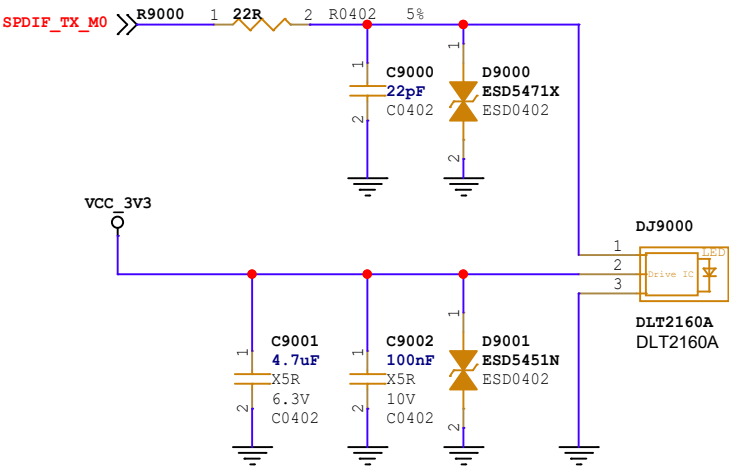 SPDIF_TX_M0 R9000 1 22R 2 R0402 5%
1 1
C9000
22pF
C0402
2
D9000
ESD5471X
ESD0402
2
VCC_3V3
DJ9000
1
2
3
LED
Drive IC
DLT2160A
DLT2160A
1
C9001
4.7uF
X5R
6.3V
C0402
2
1
C9002
100nF
X5R
10V
C0402
2
1
D9001
ESD5451N
ESD0402
2